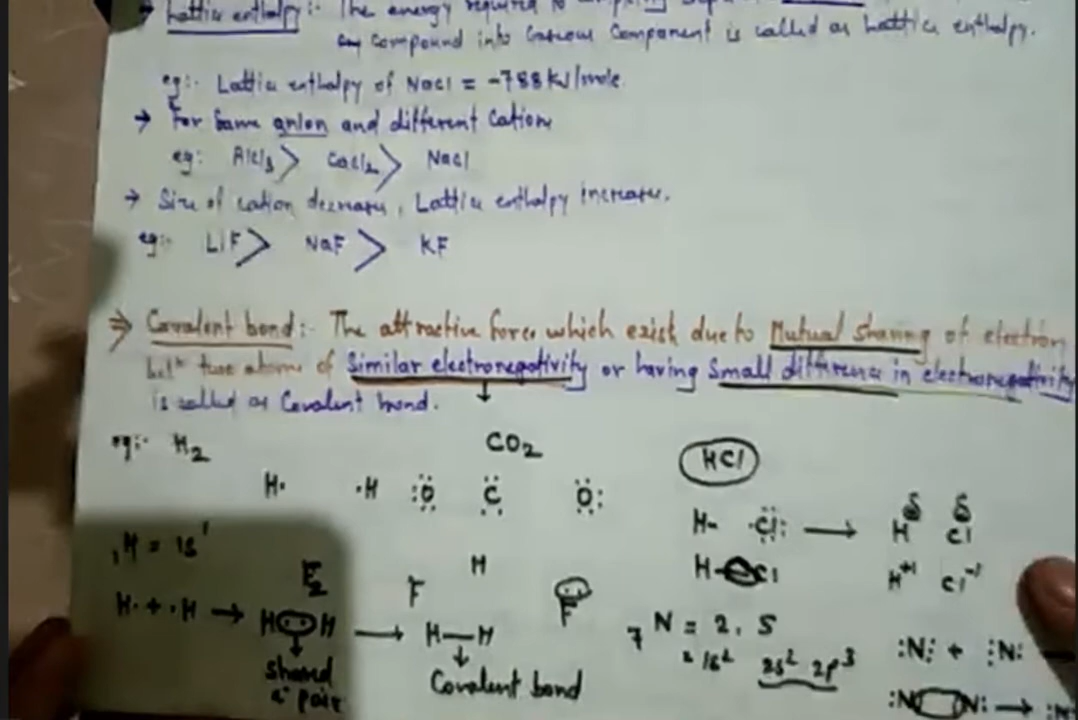 Lattice enthalpy:- The energy required to
any compound into Gaseous Component is called as Lattice enthalpy.
eg:- Lattice enthalpy of NaCl = -788 KJ/mole
→ For Same anion and different Cation
eg: AlCl3 > CaCl2 > NaCl
→ Size of cation decreases, Lattice enthalpy increases.
eg:- LiF > NaF > KF
⇒ Covalent bond:- The attractive force which exist due to Mutual Sharing of electron
betn two atoms of Similar electronegativity or having Small difference in electronegativity
is called as Covalent bond.
eg:- H2 CO2 HCl
H· ·H :Ö C Ö:
H- ·Cl: → H Cl
δ δ
1H = 1s1
H
H Cl
H+1 Cl-1
F2 F F
H· + ·H → H:H → H—H
7 N = 2, 5
1s2 2s2 2p3
:N: + :N:
shared
e- pair
Covalent bond
:N N: → :N